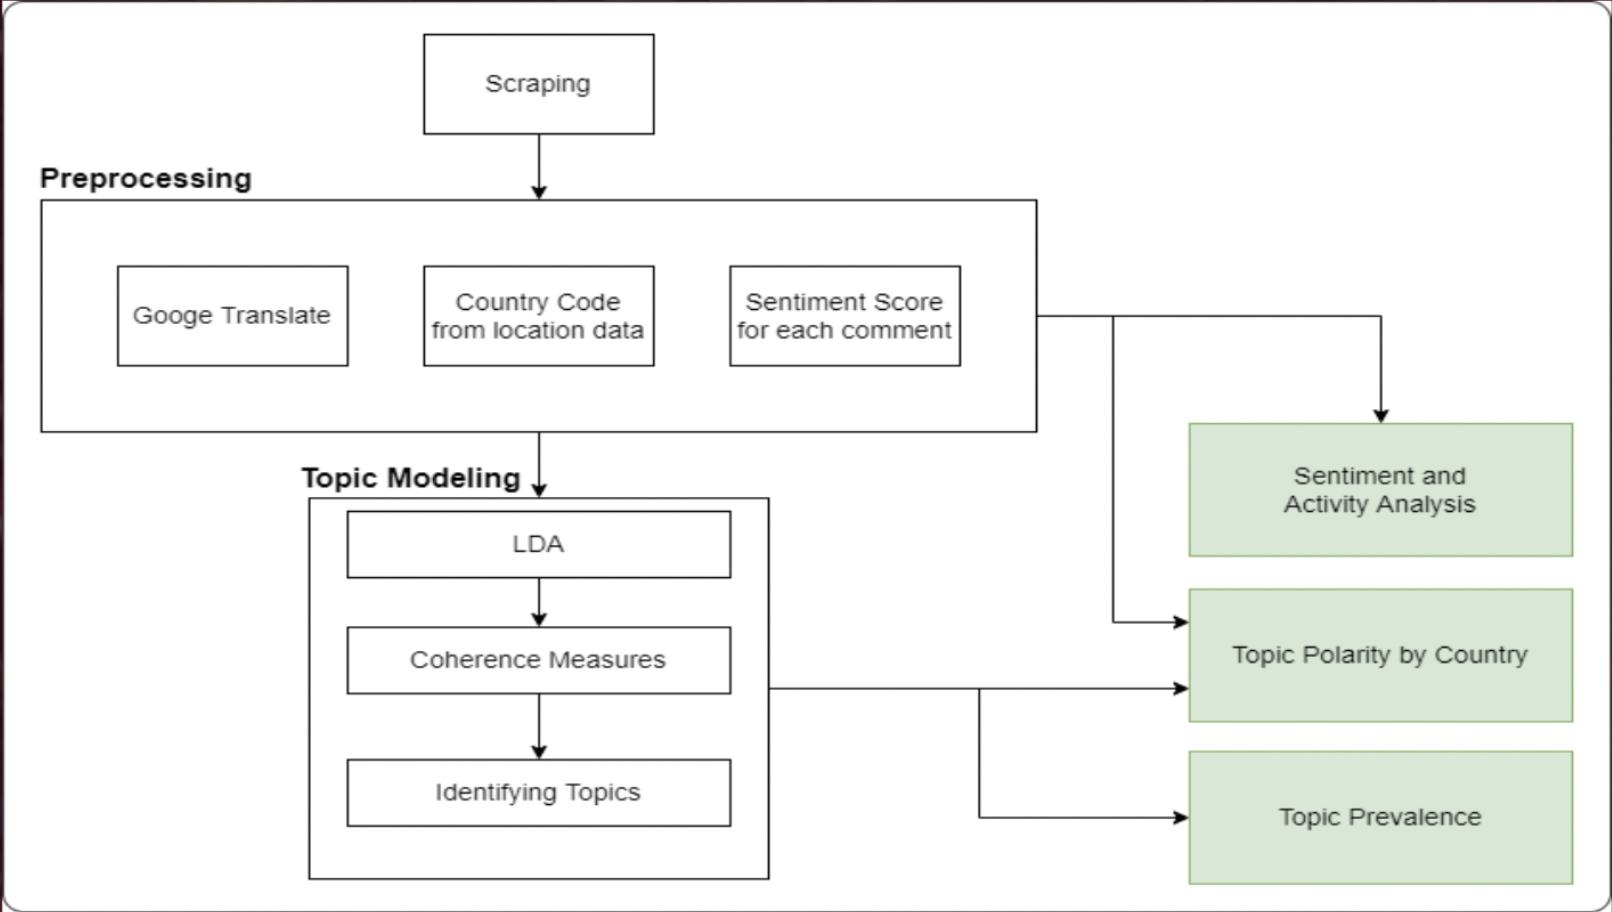 Scraping
Preprocessing
Googe Translate
Country Code
from location data
Sentiment Score
for each comment
Topic Modeling
LDA
Coherence Measures
Identifying Topics
Sentiment and
Activity Analysis
Topic Polarity by Country
Topic Prevalence